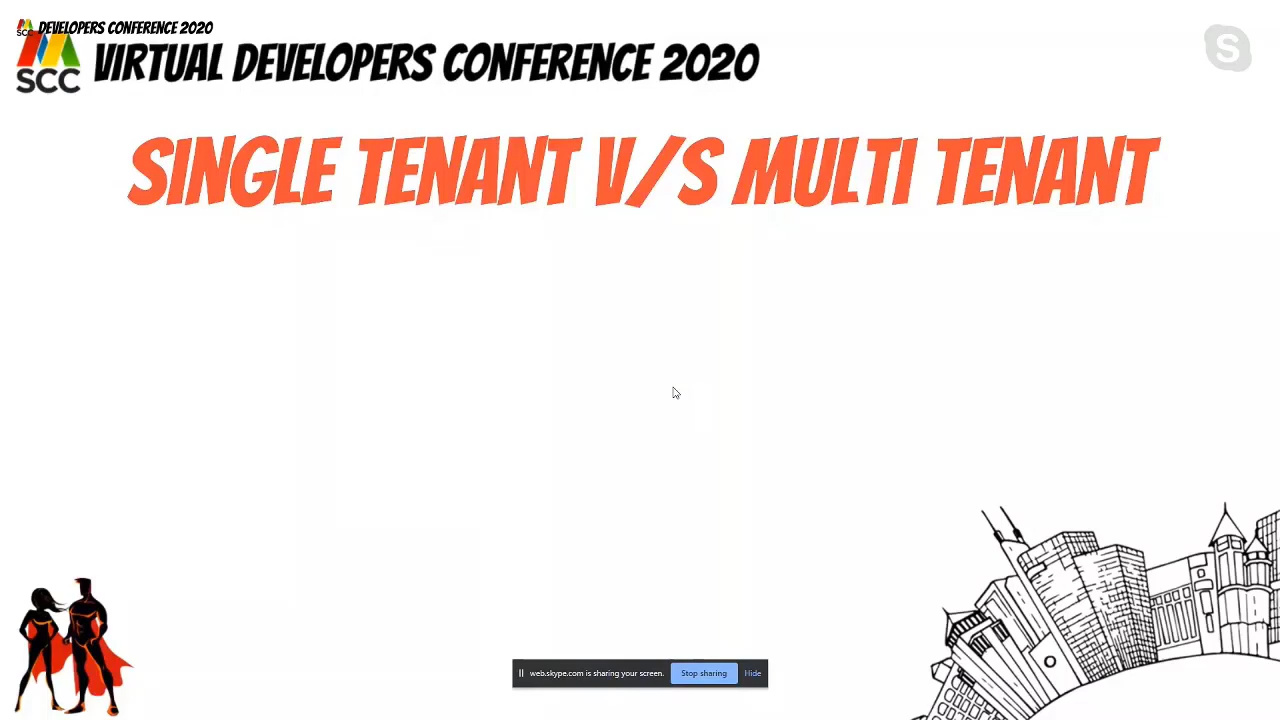 SCC DEVELOPERS CONFERENCE 2020
SCC VIRTUAL DEVELOPERS CONFERENCE 2020
SINGLE TENANT V/S MULTI TENANT
web.skype.com is sharing your screen. Stop sharing Hide